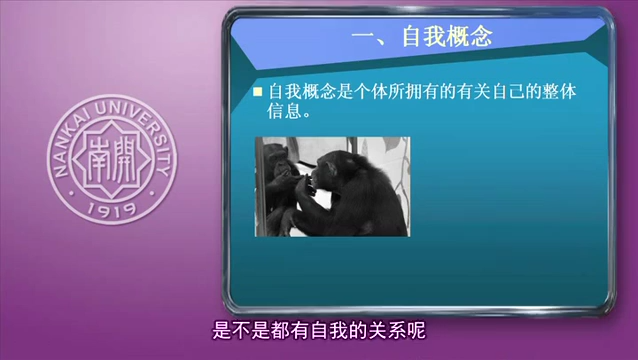 一、自我概念
自我概念是个体所拥有的有关自己的整体
信息。
NANKAI UNIVERSITY
南開
1919
是不是都有自我的关系呢